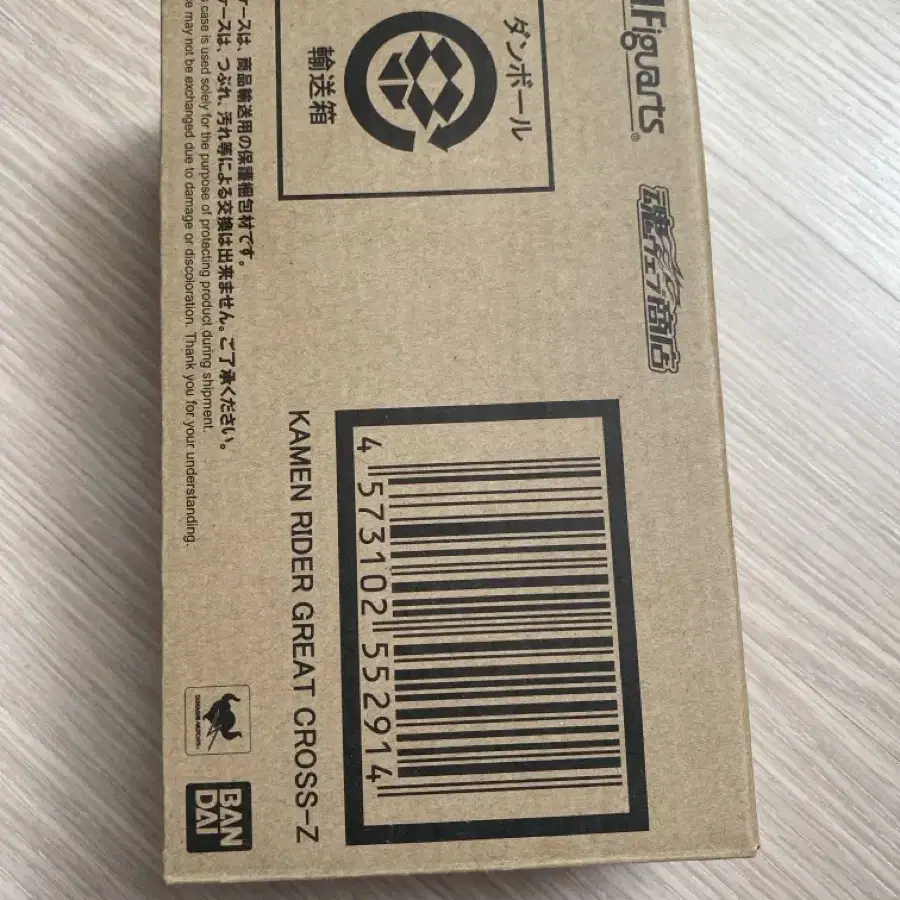 .Figuarts®
魂ウェブ商店
ダンボール
輸送箱
ースは、商品輸送用の保護梱包材です。
ースは、つぶれ、汚れ等による交換は出来ません。ご了承ください。
case is used solely for the purpose of protecting product during shipment.
may not be exchanged due to damage or discoloration. Thank you for your understanding.
4 573102 552914
KAMEN RIDER GREAT CROSS-Z
BAN
DAI